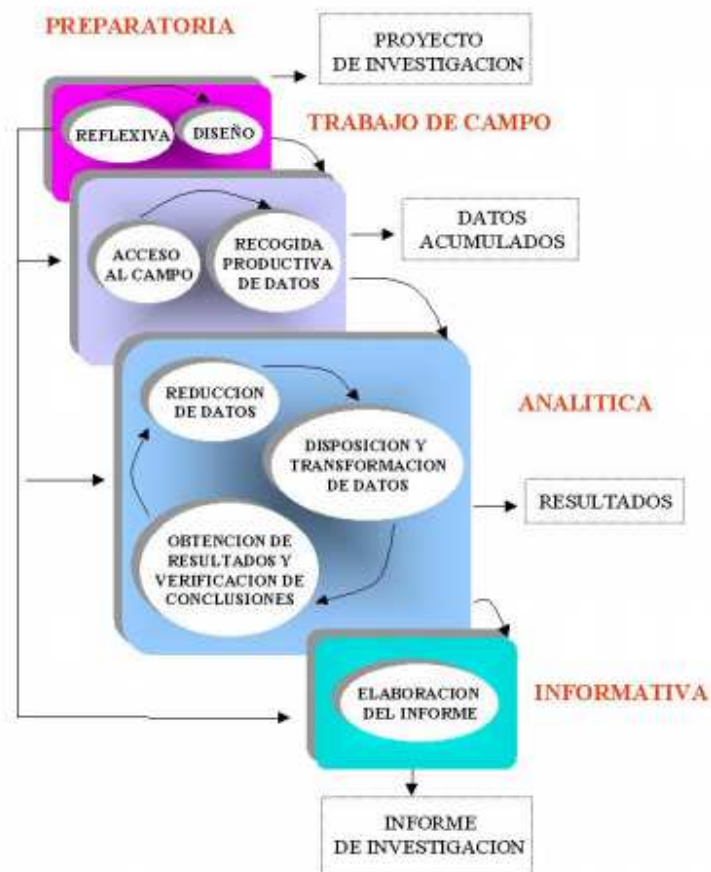 PREPARATORIA
PROYECTO
DE INVESTIGACION
REFLEXIVA
DISEÑO
TRABAJO DE CAMPO
ACCESO
AL CAMPO
RECOGIDA
PRODUCTIVA
DE DATOS
DATOS
ACUMULADOS
REDUCCION
DE DATOS
ANALITICA
DISPOSICION Y
TRANSFORMACION
DE DATOS
RESULTADOS
OBTENCION DE
RESULTADOS Y
VERIFICACION DE
CONCLUSIONES
ELABORACION
DEL INFORME
INFORMATIVA
INFORME
DE INVESTIGACION